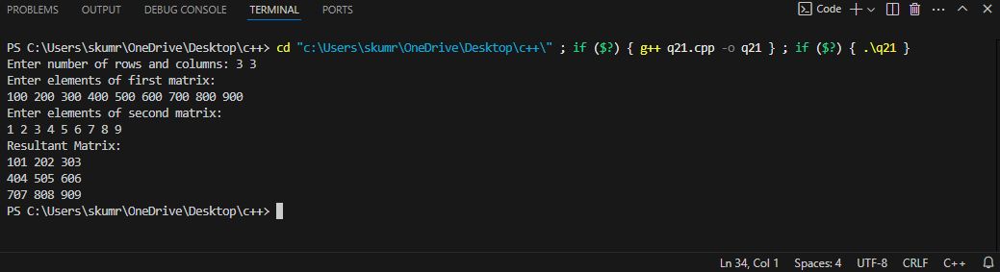 PROBLEMS OUTPUT DEBUG CONSOLE TERMINAL PORTS Code
PS C:\Users\skumr\OneDrive\Desktop\c++> cd "c:\Users\skumr\OneDrive\Desktop\c++\" ; if ($?) { g++ q21.cpp -o q21 } ; if ($?) { .\q21 }
Enter number of rows and columns: 3 3
Enter elements of first matrix:
100 200 300 400 500 600 700 800 900
Enter elements of second matrix:
1 2 3 4 5 6 7 8 9
Resultant Matrix:
101 202 303
404 505 606
707 808 909
PS C:\Users\skumr\OneDrive\Desktop\c++>
Ln 34, Col 1 Spaces: 4 UTF-8 CRLF C++